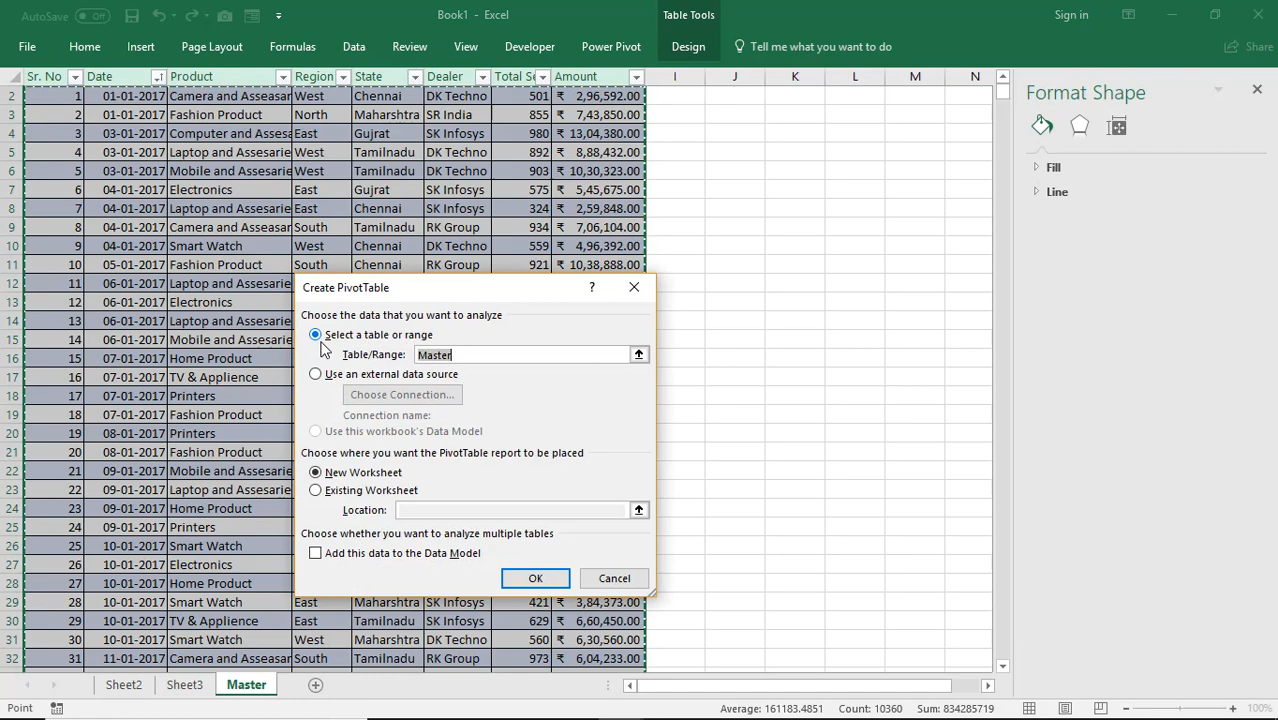 AutoSave Off Book1 - Excel Table Tools Sign in
File Home Insert Page Layout Formulas Data Review View Developer Power Pivot Design Tell me what you want to do Share
Sr. No Date Product Region State Dealer Total Se Amount I J K L M N
2 1 01-01-2017 Camera and Asseasar West Chennai DK Techno 501 ₹ 2,96,592.00
3 2 01-01-2017 Fashion Product North Maharshtra SR India 855 ₹ 7,43,850.00
4 3 03-01-2017 Computer and Assesa East Gujrat SK Infosys 980 ₹ 13,04,380.00
5 4 03-01-2017 Laptop and Assesarie West Tamilnadu DK Techno 892 ₹ 8,88,432.00
6 5 03-01-2017 Mobile and Assesarie West Tamilnadu DK Techno 903 ₹ 10,30,323.00
7 6 04-01-2017 Electronics East Gujrat SK Infosys 575 ₹ 5,45,675.00
8 7 04-01-2017 Laptop and Assesarie East Chennai SK Infosys 324 ₹ 2,59,848.00
9 8 04-01-2017 Camera and Asseasar South Tamilnadu RK Group 934 ₹ 7,06,104.00
10 9 04-01-2017 Smart Watch West Chennai DK Techno 559 ₹ 4,96,392.00
11 10 05-01-2017 Fashion Product South Chennai RK Group 921 ₹ 10,38,888.00
12 11 06-01-2017 Laptop and Assesarie
13 12 06-01-2017 Electronics
14 13 06-01-2017 Laptop and Assesarie
15 14 06-01-2017 Mobile and Assesarie
16 15 07-01-2017 Home Product
17 16 07-01-2017 TV & Applience
18 17 07-01-2017 Printers
19 18 07-01-2017 Fashion Product
20 19 08-01-2017 Printers
21 20 08-01-2017 Fashion Product
22 21 09-01-2017 Mobile and Assesarie
23 22 09-01-2017 Laptop and Assesarie
24 23 09-01-2017 Home Product
25 24 09-01-2017 Printers
26 25 10-01-2017 Smart Watch
27 26 10-01-2017 Electronics
28 27 10-01-2017 Home Product
29 28 10-01-2017 Smart Watch East Maharshtra SK Infosys 421 ₹ 3,84,373.00
30 29 10-01-2017 TV & Applience East Tamilnadu SK Infosys 629 ₹ 6,60,450.00
31 30 10-01-2017 Smart Watch West Maharshtra DK Techno 560 ₹ 6,30,560.00
32 31 11-01-2017 Camera and Asseasar South Tamilnadu RK Group 973 ₹ 6,04,233.00
Create PivotTable ?
Choose the data that you want to analyze
Select a table or range
Table/Range: Master
Use an external data source
Choose Connection...
Connection name:
Use this workbook's Data Model
Choose where you want the PivotTable report to be placed
New Worksheet
Existing Worksheet
Location:
Choose whether you want to analyze multiple tables
Add this data to the Data Model
OK Cancel
Format Shape
Fill
Line
Sheet2 Sheet3 Master
Point Average: 161183.4851 Count: 10360 Sum: 834285719 100%